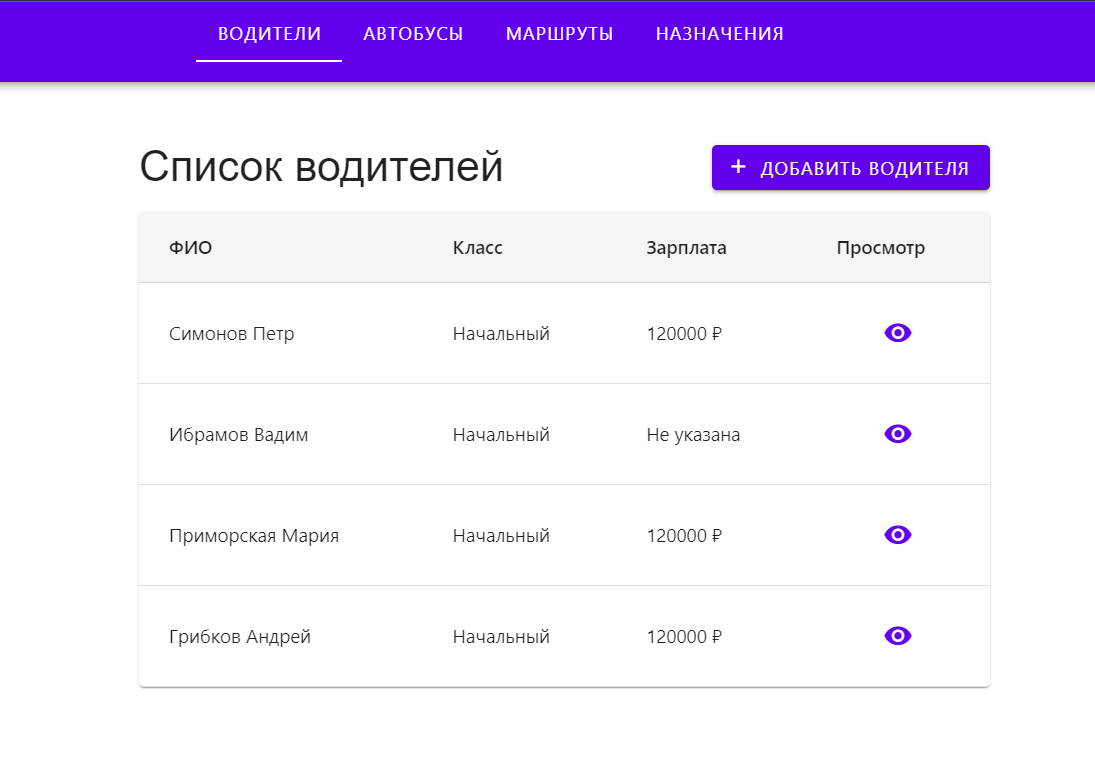 ВОДИТЕЛИ АВТОБУСЫ МАРШРУТЫ НАЗНАЧЕНИЯ
Список водителей
+ ДОБАВИТЬ ВОДИТЕЛЯ
ФИО Класс Зарплата Просмотр
Симонов Петр Начальный 120000 ₽
Ибрамов Вадим Начальный Не указана
Приморская Мария Начальный 120000 ₽
Грибков Андрей Начальный 120000 ₽